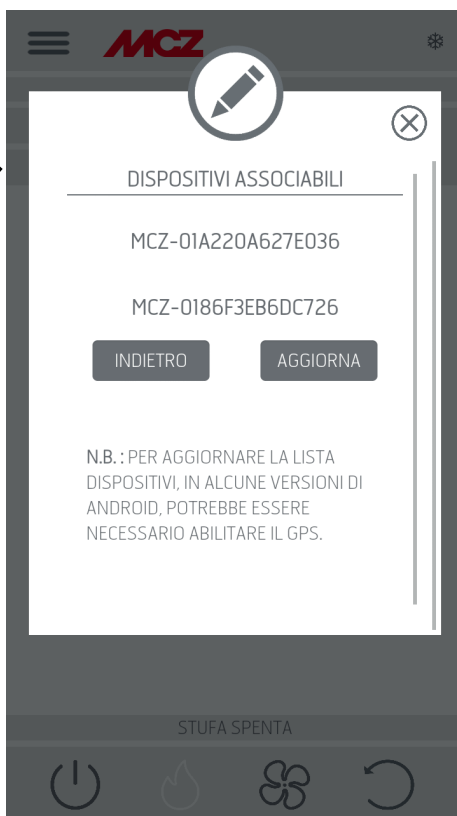 MCZ
DISPOSITIVI ASSOCIABILI
MCZ-01A220A627E036
MCZ-0186F3EB6DC726
INDIETRO
AGGIORNA
N.B. : PER AGGIORNARE LA LISTA
DISPOSITIVI, IN ALCUNE VERSIONI DI
ANDROID, POTREBBE ESSERE
NECESSARIO ABILITARE IL GPS.
STUFA SPENTA